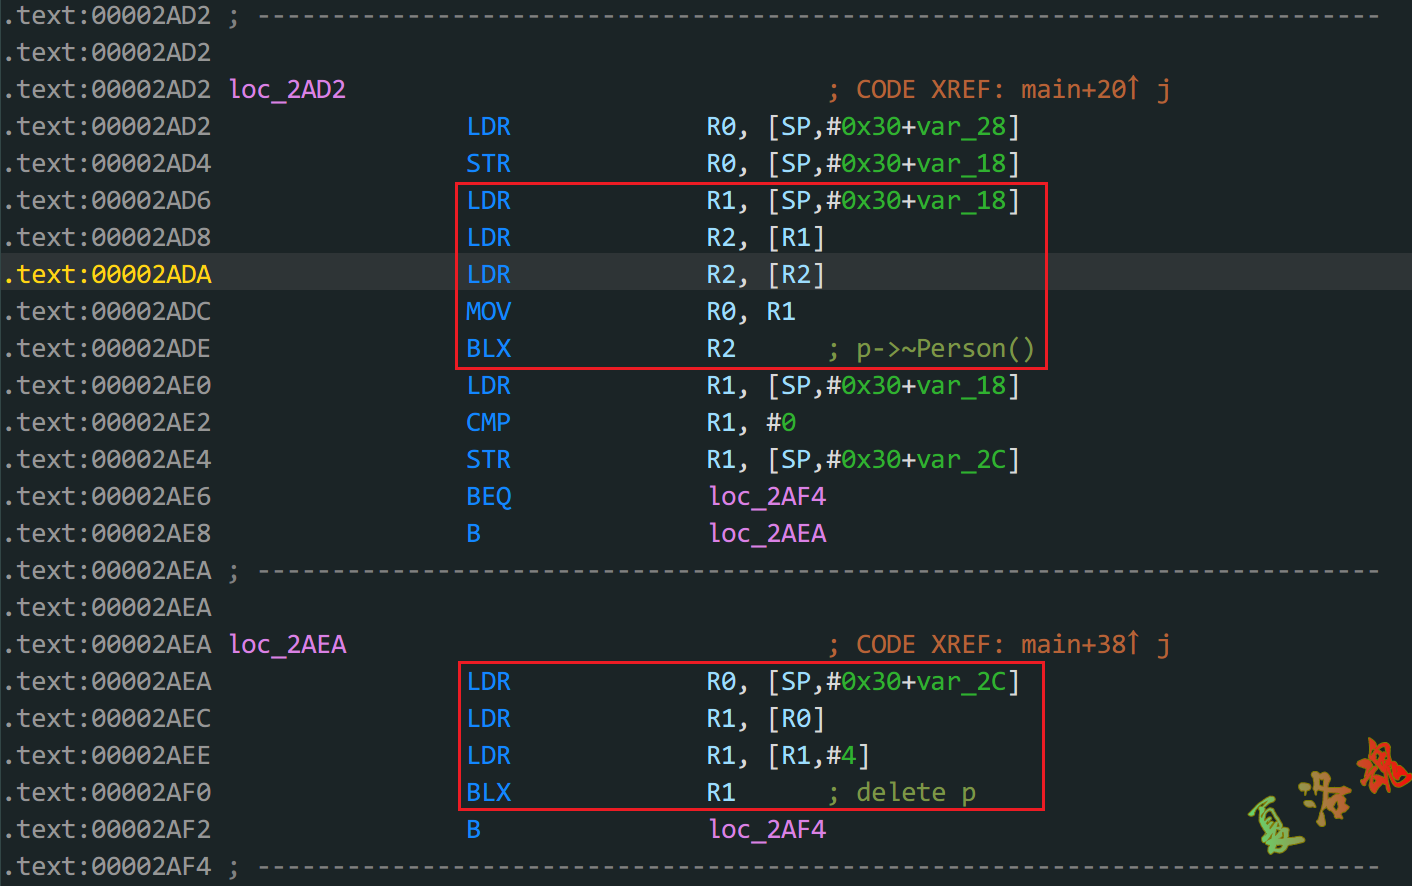 .text:00002AD2 ; ---------------------------------------------------------------------------
.text:00002AD2
.text:00002AD2 loc_2AD2 ; CODE XREF: main+20↑ j
.text:00002AD2 LDR R0, [SP,#0x30+var_28]
.text:00002AD4 STR R0, [SP,#0x30+var_18]
.text:00002AD6 LDR R1, [SP,#0x30+var_18]
.text:00002AD8 LDR R2, [R1]
.text:00002ADA LDR R2, [R2]
.text:00002ADC MOV R0, R1
.text:00002ADE BLX R2 ; p->~Person()
.text:00002AE0 LDR R1, [SP,#0x30+var_18]
.text:00002AE2 CMP R1, #0
.text:00002AE4 STR R1, [SP,#0x30+var_2C]
.text:00002AE6 BEQ loc_2AF4
.text:00002AE8 B loc_2AEA
.text:00002AEA ; ---------------------------------------------------------------------------
.text:00002AEA
.text:00002AEA loc_2AEA ; CODE XREF: main+38↑ j
.text:00002AEA LDR R0, [SP,#0x30+var_2C]
.text:00002AEC LDR R1, [R0]
.text:00002AEE LDR R1, [R1,#4]
.text:00002AF0 BLX R1 ; delete p
.text:00002AF2 B loc_2AF4
.text:00002AF4 ; ---------------------------------------------------------------------------